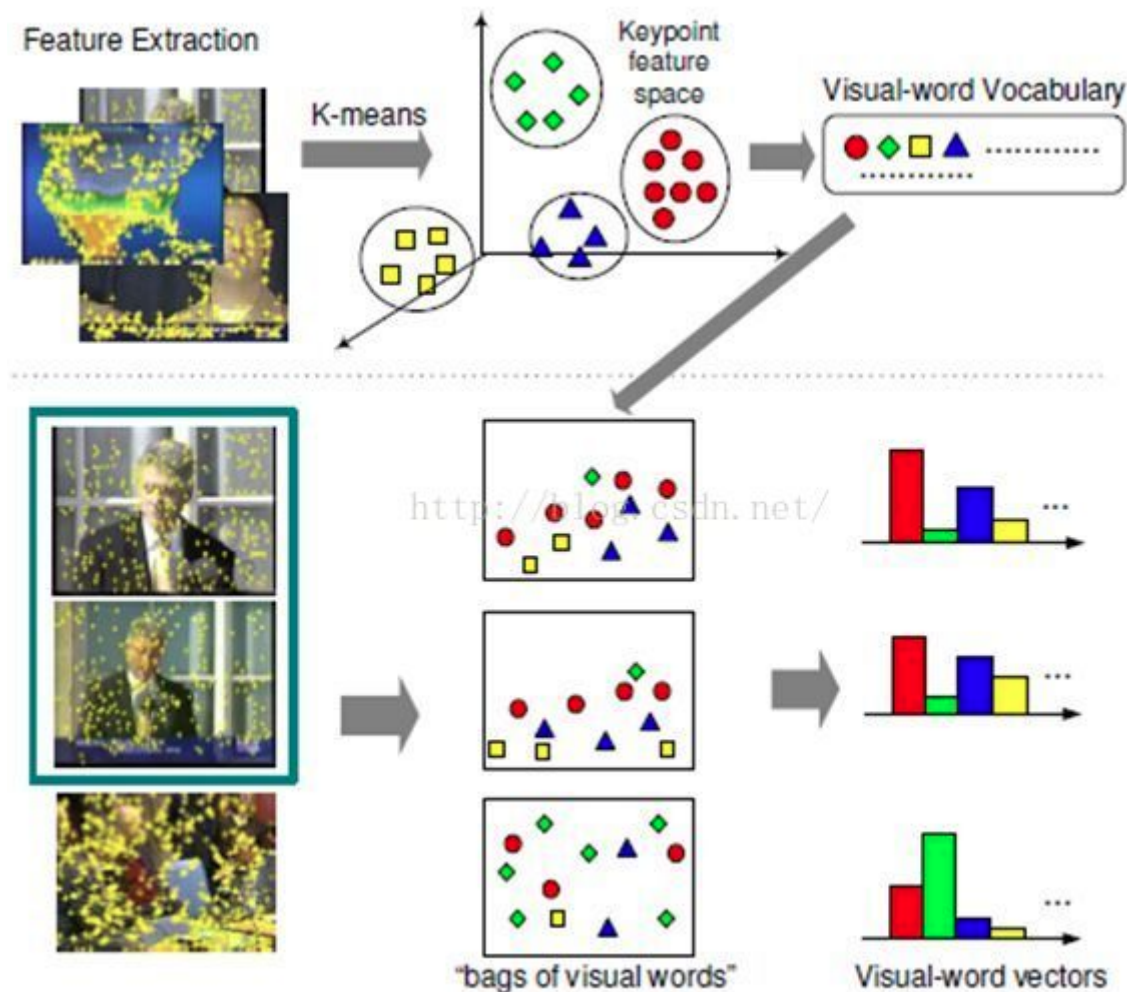 Feature Extraction
K-means
Keypoint
feature
space
Visual-word Vocabulary
http://blog.csdn.net/
"bags of visual words"
Visual-word vectors